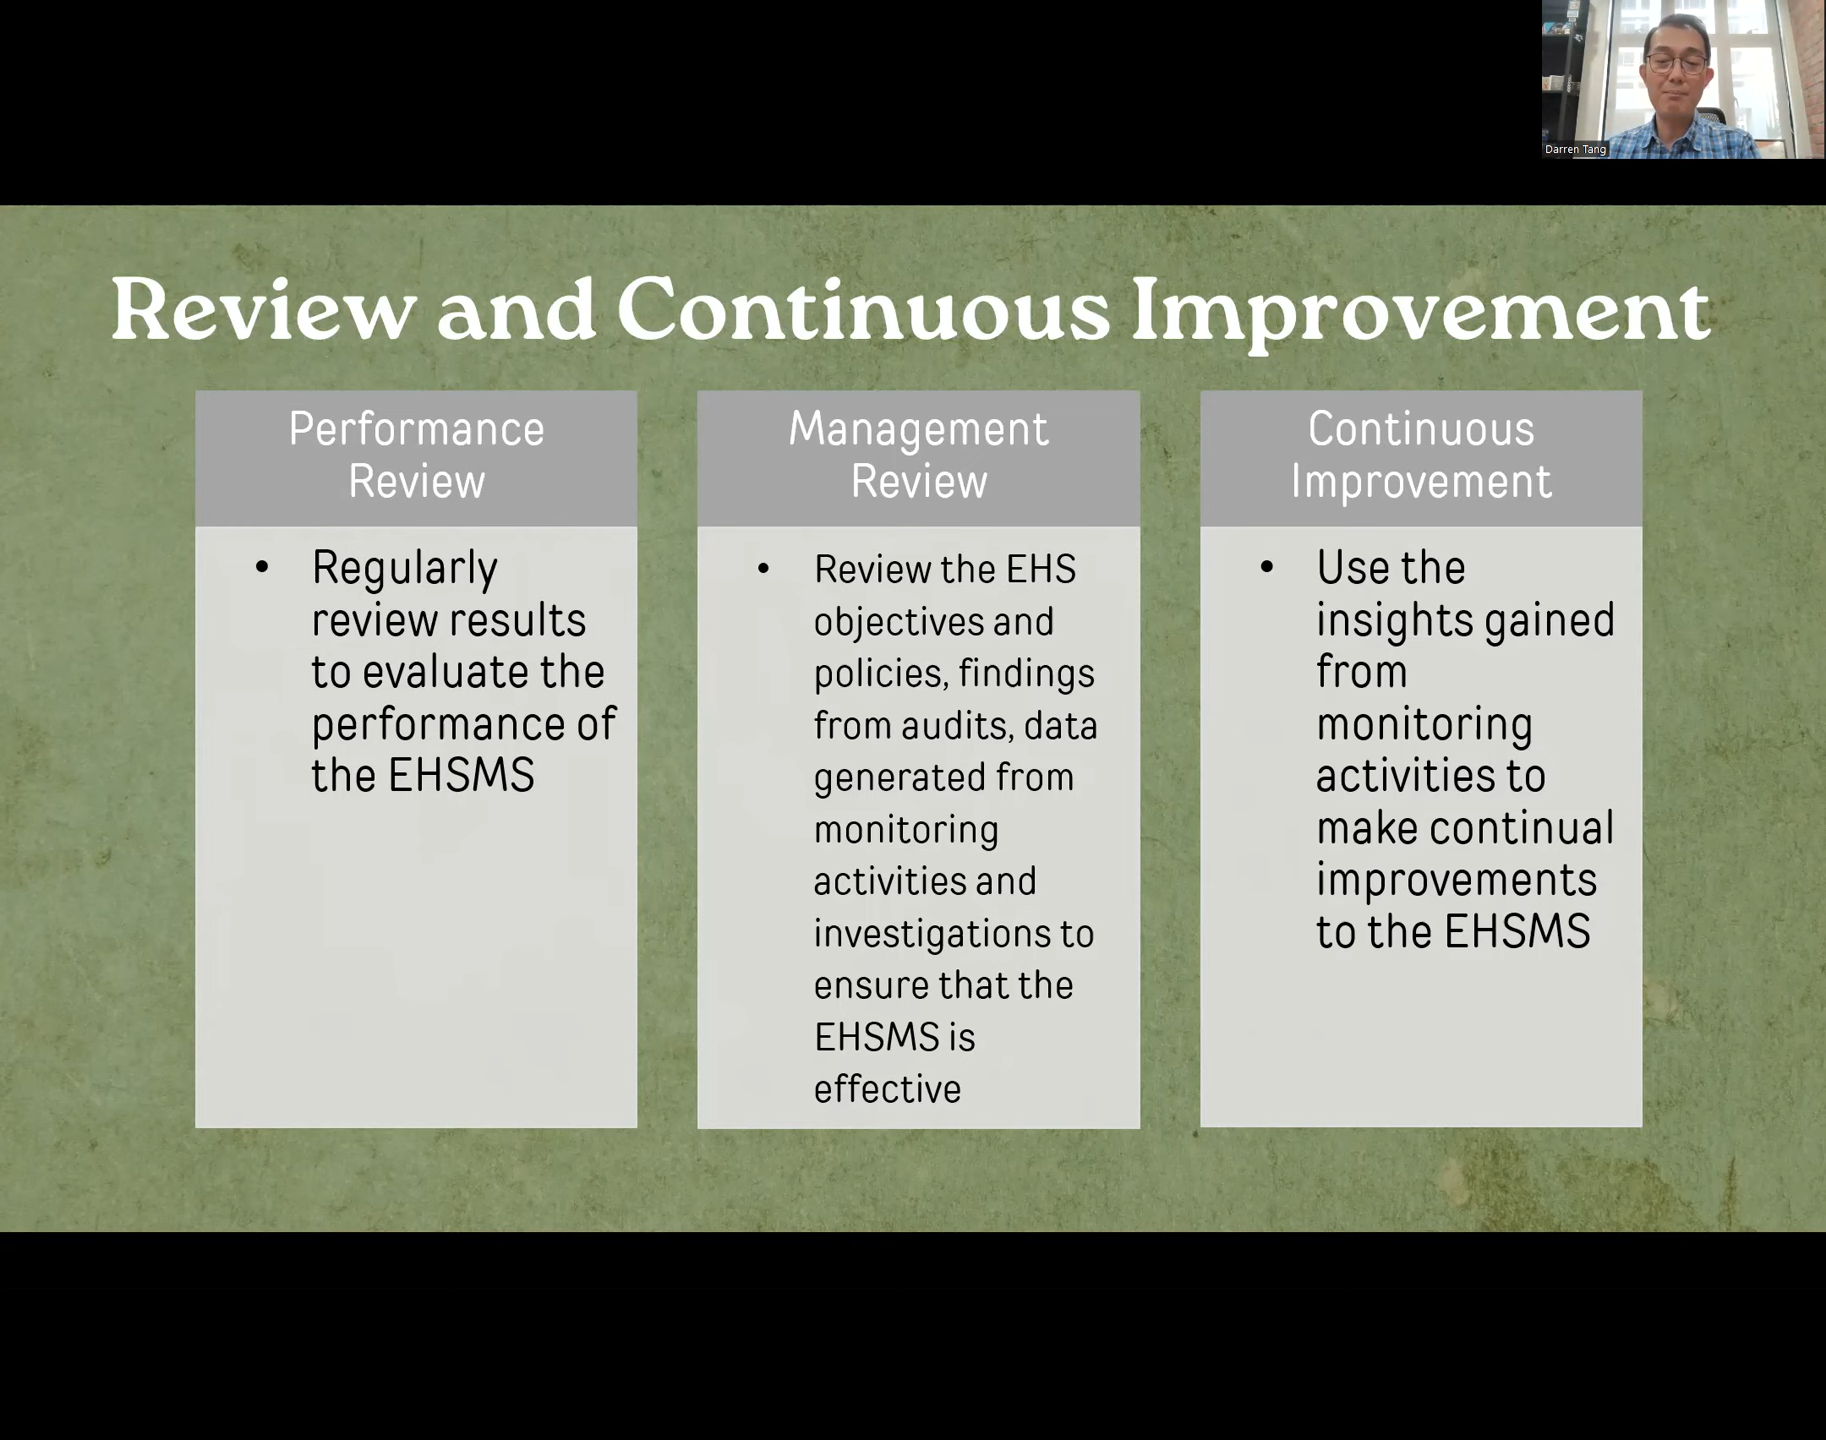 Darren Tang
Review and Continuous Improvement
Performance
Review
• Regularly
review results
to evaluate the
performance of
the EHSMS
Management
Review
• Review the EHS
objectives and
policies, findings
from audits, data
generated from
monitoring
activities and
investigations to
ensure that the
EHSMS is
effective
Continuous
Improvement
• Use the
insights gained
from
monitoring
activities to
make continual
improvements
to the EHSMS